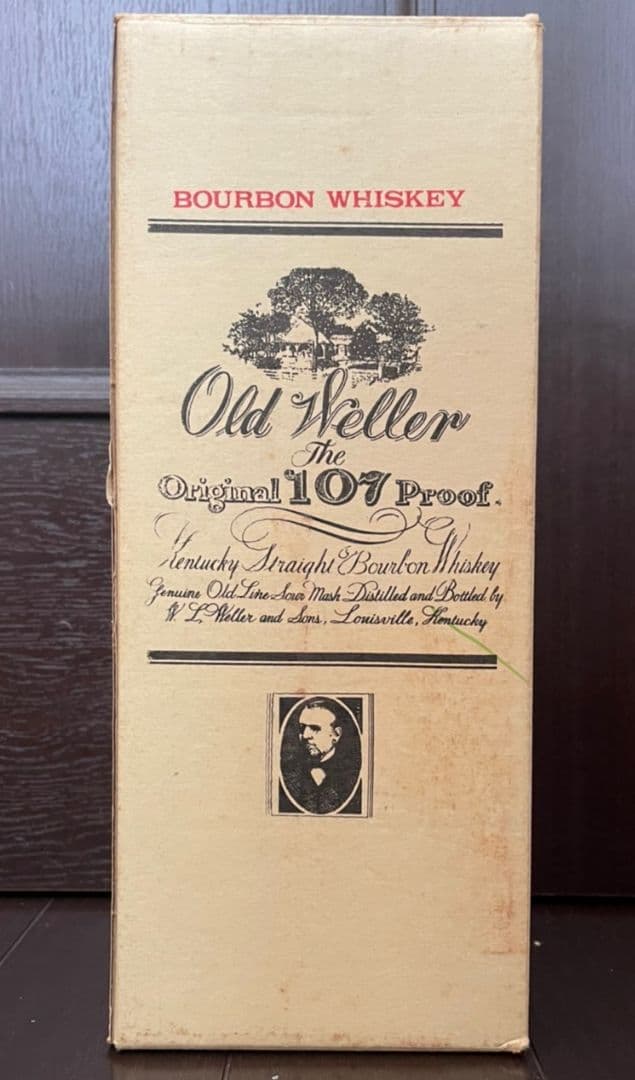 BOURBON WHISKEY
Old Weller
The
Original 107 Proof.
Kentucky Straight Bourbon Whiskey
Genuine Old Line Sour Mash Distilled and Bottled by
W. L. Weller and Sons, Louisville, Kentucky